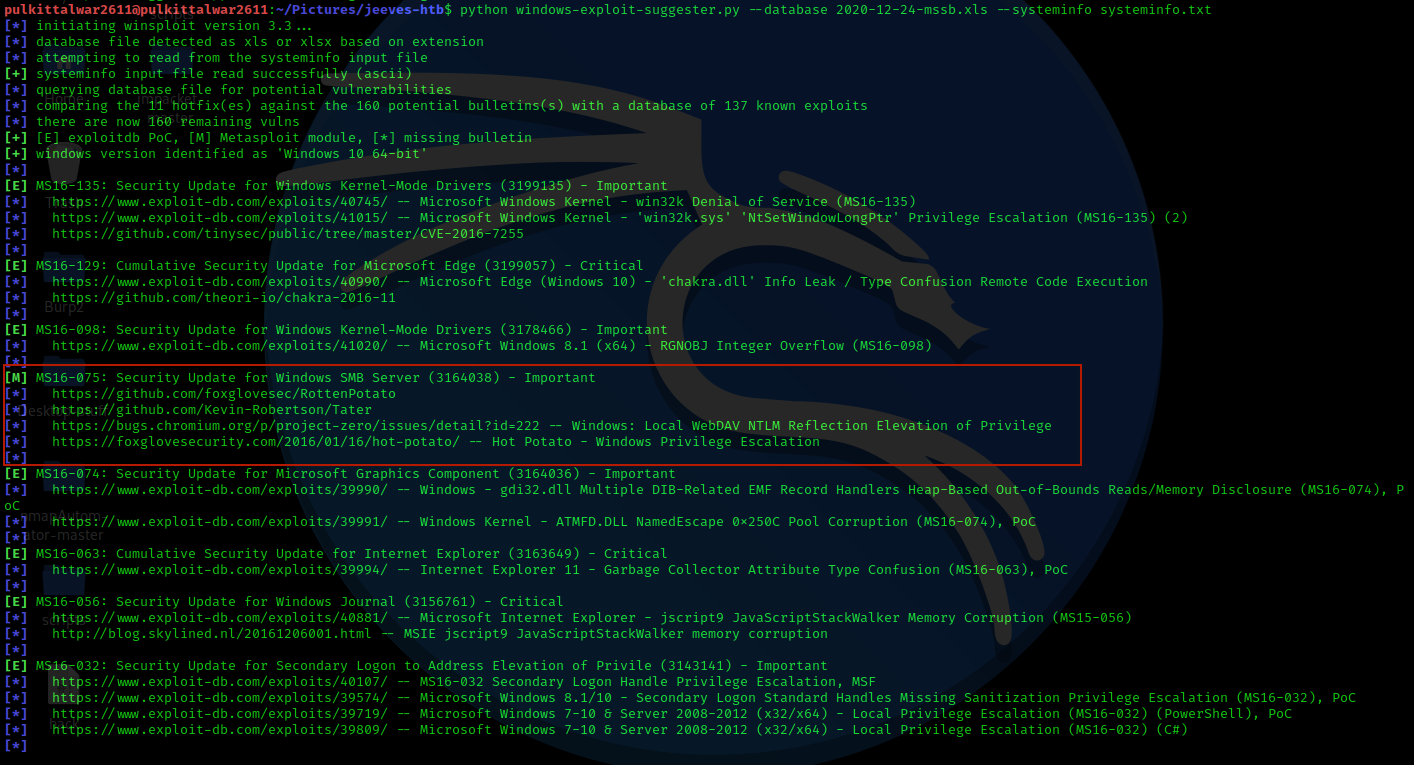 pulkittalwar2611@pulkittalwar2611:~/Pictures/jeeves-htb$ python windows-exploit-suggester.py --database 2020-12-24-mssb.xls --systeminfo systeminfo.txt
[*] initiating winsploit version 3.3...
[*] database file detected as xls or xlsx based on extension
[*] attempting to read from the systeminfo input file
[+] systeminfo input file read successfully (ascii)
[*] querying database file for potential vulnerabilities
[*] comparing the 11 hotfix(es) against the 160 potential bulletins(s) with a database of 137 known exploits
[*] there are now 160 remaining vulns
[+] [E] exploitdb PoC, [M] Metasploit module, [*] missing bulletin
[+] windows version identified as 'Windows 10 64-bit'
[*]
[E] MS16-135: Security Update for Windows Kernel-Mode Drivers (3199135) - Important
[*]   https://www.exploit-db.com/exploits/40745/ -- Microsoft Windows Kernel - win32k Denial of Service (MS16-135)
[*]   https://www.exploit-db.com/exploits/41015/ -- Microsoft Windows Kernel - 'win32k.sys' 'NtSetWindowLongPtr' Privilege Escalation (MS16-135) (2)
[*]   https://github.com/tinysec/public/tree/master/CVE-2016-7255
[*]
[E] MS16-129: Cumulative Security Update for Microsoft Edge (3199057) - Critical
[*]   https://www.exploit-db.com/exploits/40990/ -- Microsoft Edge (Windows 10) - 'chakra.dll' Info Leak / Type Confusion Remote Code Execution
[*]   https://github.com/theori-io/chakra-2016-11
[*]
[E] MS16-098: Security Update for Windows Kernel-Mode Drivers (3178466) - Important
[*]   https://www.exploit-db.com/exploits/41020/ -- Microsoft Windows 8.1 (x64) - RGNOBJ Integer Overflow (MS16-098)
[*]
[M] MS16-075: Security Update for Windows SMB Server (3164038) - Important
[*]   https://github.com/foxglovesec/RottenPotato
[*]   https://github.com/Kevin-Robertson/Tater
[*]   https://bugs.chromium.org/p/project-zero/issues/detail?id=222 -- Windows: Local WebDAV NTLM Reflection Elevation of Privilege
[*]   https://foxglovesecurity.com/2016/01/16/hot-potato/ -- Hot Potato - Windows Privilege Escalation
[*]
[E] MS16-074: Security Update for Microsoft Graphics Component (3164036) - Important
[*]   https://www.exploit-db.com/exploits/39990/ -- Windows - gdi32.dll Multiple DIB-Related EMF Record Handlers Heap-Based Out-of-Bounds Reads/Memory Disclosure (MS16-074), P
oC
[*]   https://www.exploit-db.com/exploits/39991/ -- Windows Kernel - ATMFD.DLL NamedEscape 0×250C Pool Corruption (MS16-074), PoC
[*]
[E] MS16-063: Cumulative Security Update for Internet Explorer (3163649) - Critical
[*]   https://www.exploit-db.com/exploits/39994/ -- Internet Explorer 11 - Garbage Collector Attribute Type Confusion (MS16-063), PoC
[*]
[E] MS16-056: Security Update for Windows Journal (3156761) - Critical
[*]   https://www.exploit-db.com/exploits/40881/ -- Microsoft Internet Explorer - jscript9 JavaScriptStackWalker Memory Corruption (MS15-056)
[*]   http://blog.skylined.nl/20161206001.html -- MSIE jscript9 JavaScriptStackWalker memory corruption
[*]
[E] MS16-032: Security Update for Secondary Logon to Address Elevation of Privile (3143141) - Important
[*]   https://www.exploit-db.com/exploits/40107/ -- MS16-032 Secondary Logon Handle Privilege Escalation, MSF
[*]   https://www.exploit-db.com/exploits/39574/ -- Microsoft Windows 8.1/10 - Secondary Logon Standard Handles Missing Sanitization Privilege Escalation (MS16-032), PoC
[*]   https://www.exploit-db.com/exploits/39719/ -- Microsoft Windows 7-10 & Server 2008-2012 (x32/x64) - Local Privilege Escalation (MS16-032) (PowerShell), PoC
[*]   https://www.exploit-db.com/exploits/39809/ -- Microsoft Windows 7-10 & Server 2008-2012 (x32/x64) - Local Privilege Escalation (MS16-032) (C#)
[*]